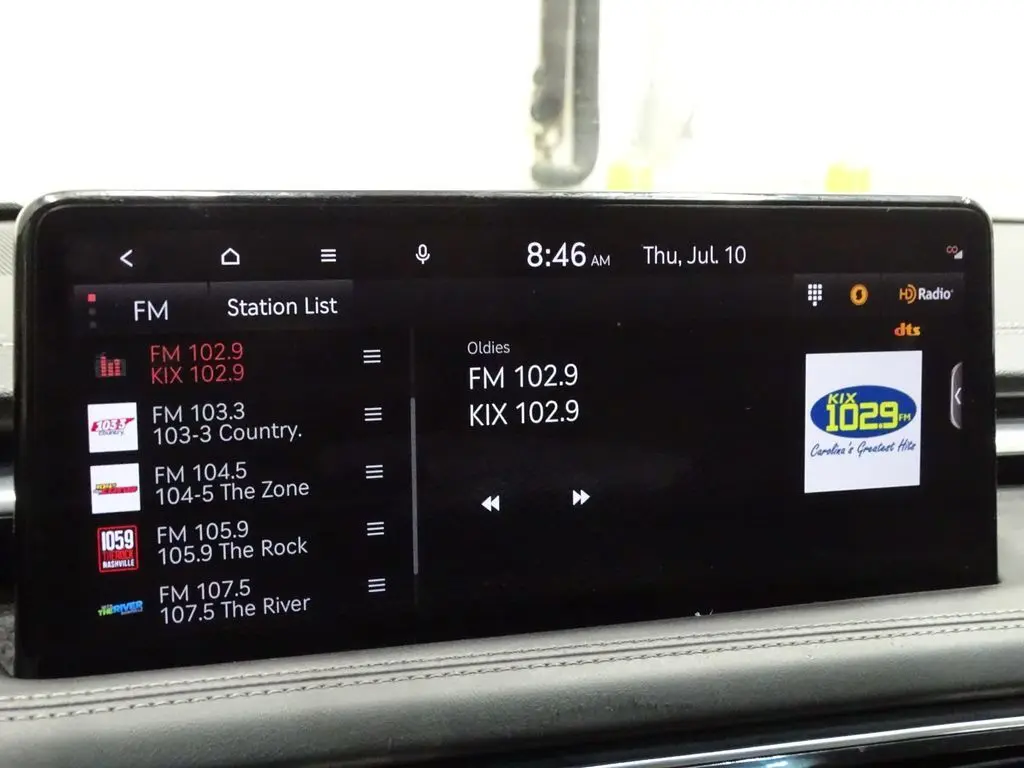 8:46 AM
Thu, Jul. 10
FM
Station List
HD Radio
dts
FM 102.9
KIX 102.9
FM 103.3
103-3 Country.
FM 104.5
104-5 The Zone
1059
THE ROCK
NASHVILLE
FM 105.9
105.9 The Rock
THE RIVER
FM 107.5
107.5 The River
Oldies
FM 102.9
KIX 102.9
KIX
102.9 FM
Carolina's Greatest Hits